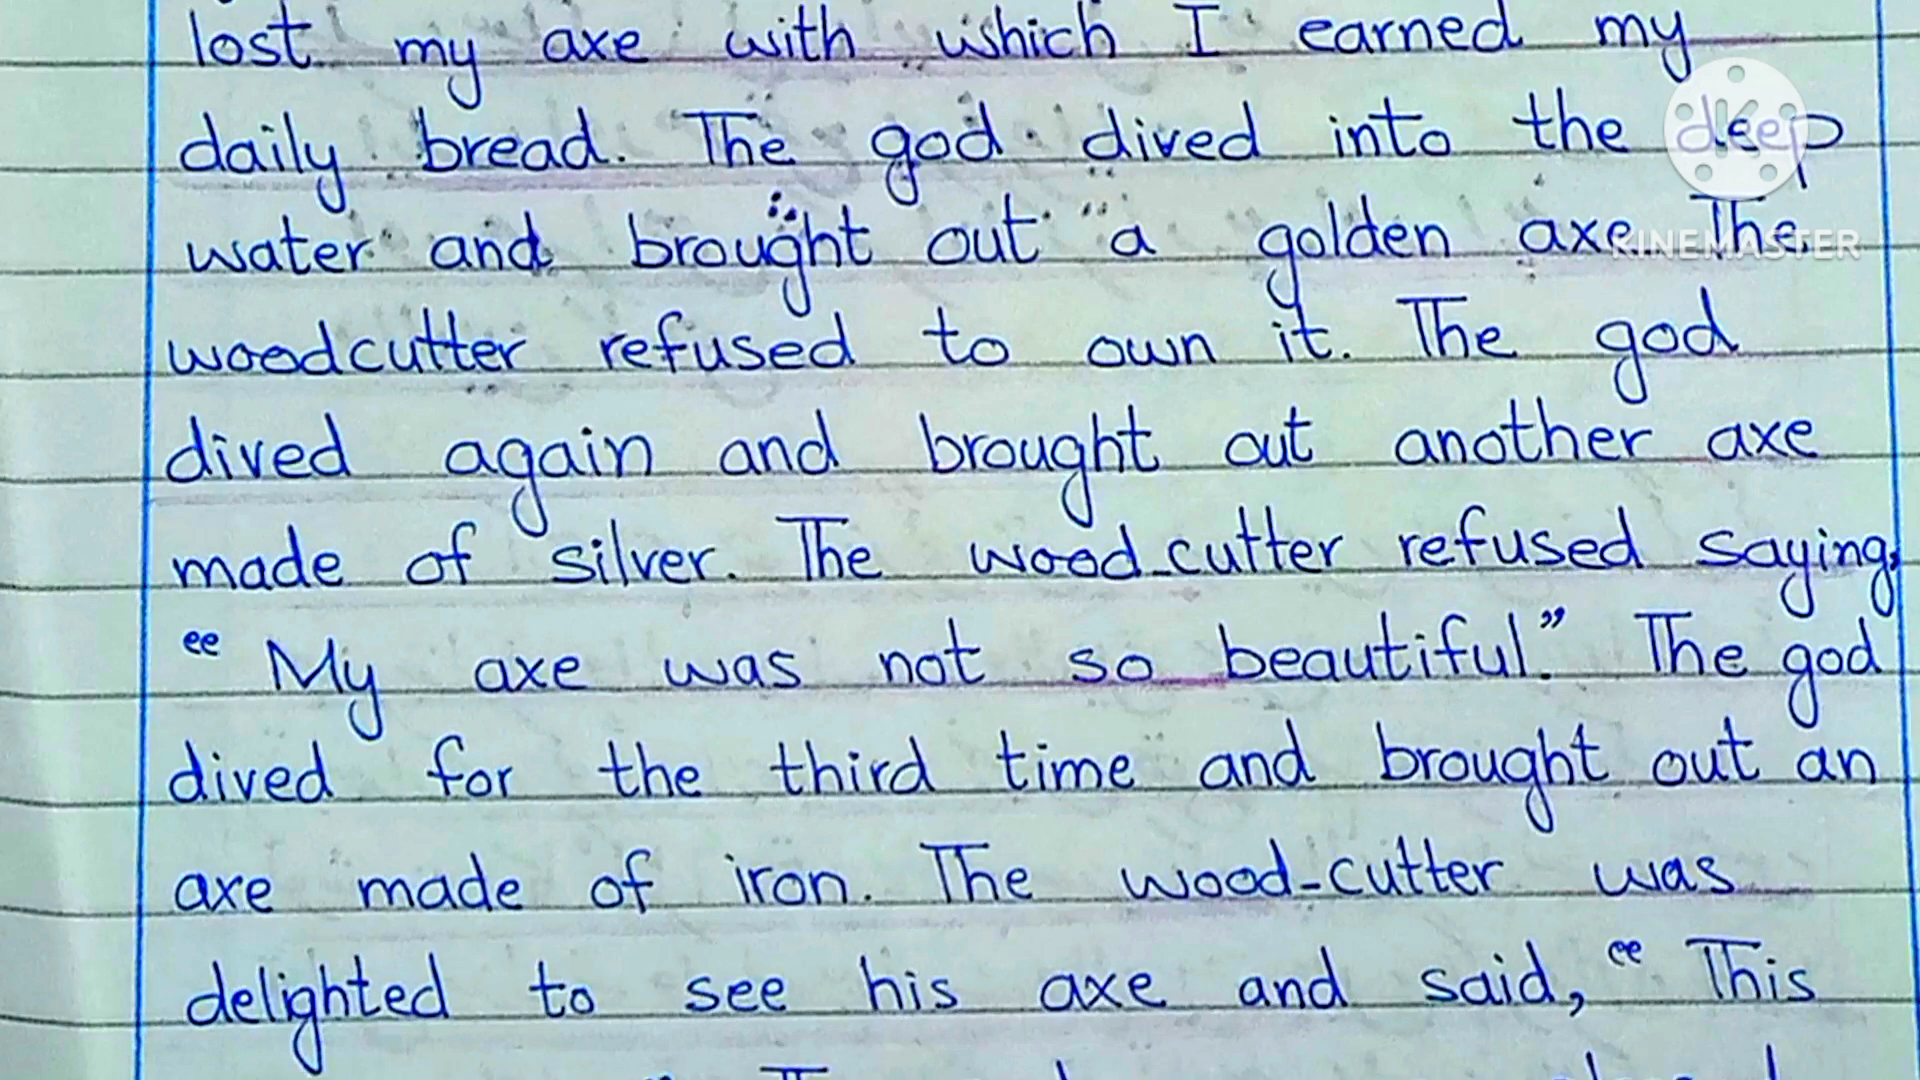 lost my axe with which I earned my
daily bread. The god dived into the deep
water and brought out a golden axe. The
KINEMASTER
woodcutter refused to own it. The god
dived again and brought out another axe
made of silver. The wood-cutter refused saying,
“ My axe was not so beautiful.” The god
dived for the third time and brought out an
axe made of iron. The wood-cutter was
delighted to see his axe and said, “ This